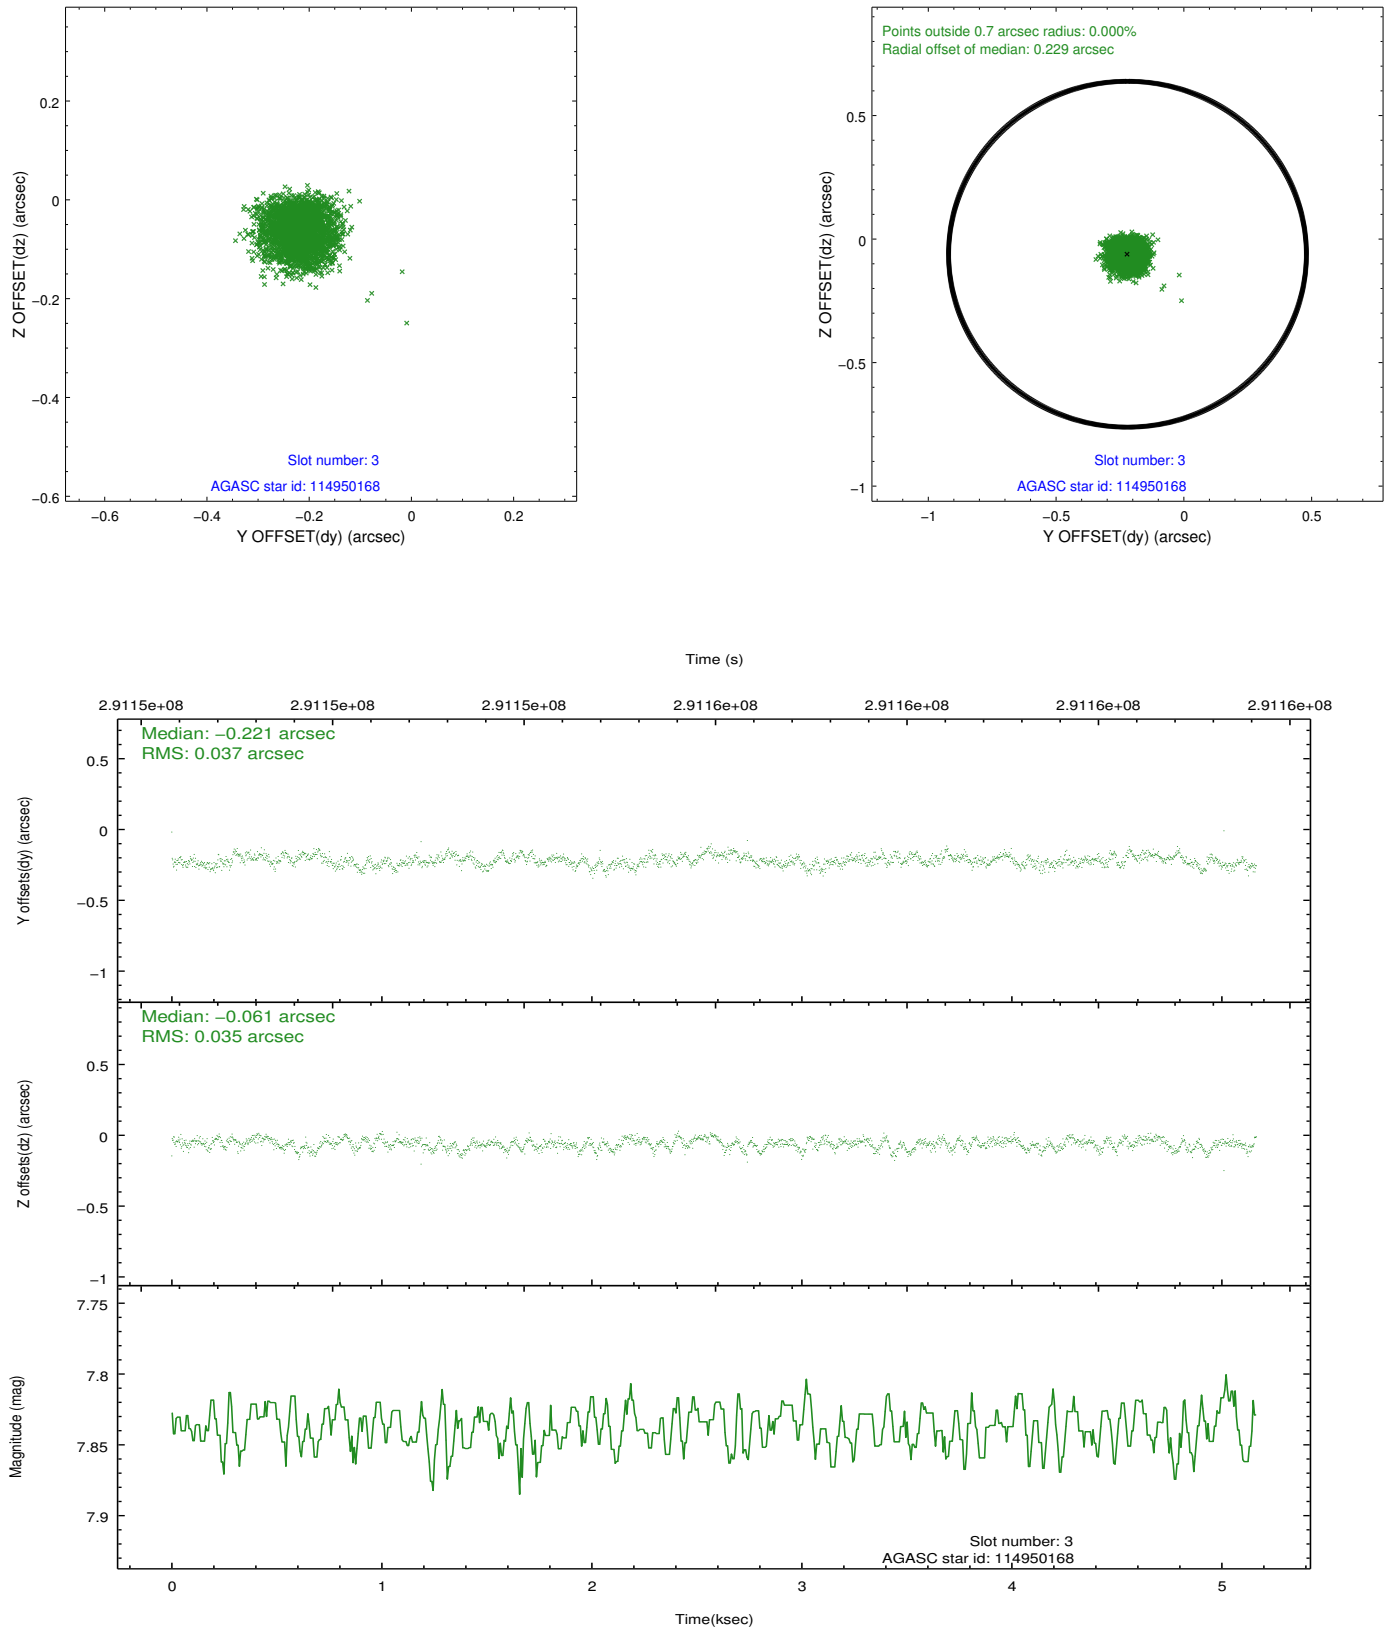 0.2
0
−0.2
−0.4
−0.6
Z OFFSET(dz) (arcsec)
Slot number: 3
AGASC star id: 114950168
−0.6
−0.4
−0.2
0
0.2
Y OFFSET(dy) (arcsec)
Points outside 0.7 arcsec radius: 0.000%
Radial offset of median: 0.229 arcsec
0.5
0
−0.5
−1
Z OFFSET(dz) (arcsec)
Slot number: 3
AGASC star id: 114950168
−1
−0.5
0
0.5
Y OFFSET(dy) (arcsec)
Time (s)
2.9115e+08
2.9115e+08
2.9115e+08
2.9116e+08
2.9116e+08
2.9116e+08
2.9116e+08
Median: −0.221 arcsec
RMS: 0.037 arcsec
0.5
0
−0.5
−1
Y offsets(dy) (arcsec)
Median: −0.061 arcsec
RMS: 0.035 arcsec
0.5
0
−0.5
−1
Z offsets(dz) (arcsec)
7.75
7.8
7.85
7.9
Magnitude (mag)
Slot number: 3
AGASC star id: 114950168
0
1
2
3
4
5
Time(ksec)